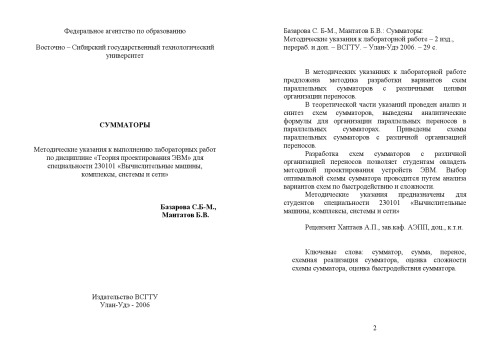 Федеральное агентство по образованию
Восточно – Сибирский государственный технологический
университет
СУММАТОРЫ
Методические указания к выполнению лабораторных работ
по дисциплине «Теория проектирования ЭВМ» для
специальности 230101 «Вычислительные машины,
комплексы, системы и сети»
Базарова С.Б-М.,
Мантатов Б.В.
Издательство ВСГТУ
Улан-Удэ - 2006
Базарова С. Б-М., Мантатов Б.В.: Сумматоры:
Методические указания к лабораторной работе – 2 изд.,
перераб. и доп. – ВСГТУ. – Улан-Удэ 2006. – 29 с.
В методических указаниях к лабораторной работе
предложена методика разработки вариантов схем
параллельных сумматоров с различными цепями
организации переносов.
В теоретической части указаний проведен анализ и
синтез схем сумматоров, выведены аналитические
формулы для организации параллельных переносов в
параллельных сумматорах. Приведены схемы
параллельных сумматоров с различной организацией
переносов.
Разработка схем сумматоров с различной
организацией переносов позволяет студентам овладеть
методикой проектирования устройств ЭВМ. Выбор
оптимальной схемы сумматора проводится путем анализа
вариантов схем по быстродействию и сложности.
Методические указания предназначены для
студентов специальности 230101 «Вычислительные
машины, комплексы, системы и сети»
Рецензент Хаптаев А.П., зав.каф. АЭПП, доц., к.т.н.
Ключевые слова: сумматор, сумма, перенос,
схемная реализация сумматора, оценка сложности
схемы сумматора, оценка быстродействия сумматора.
2